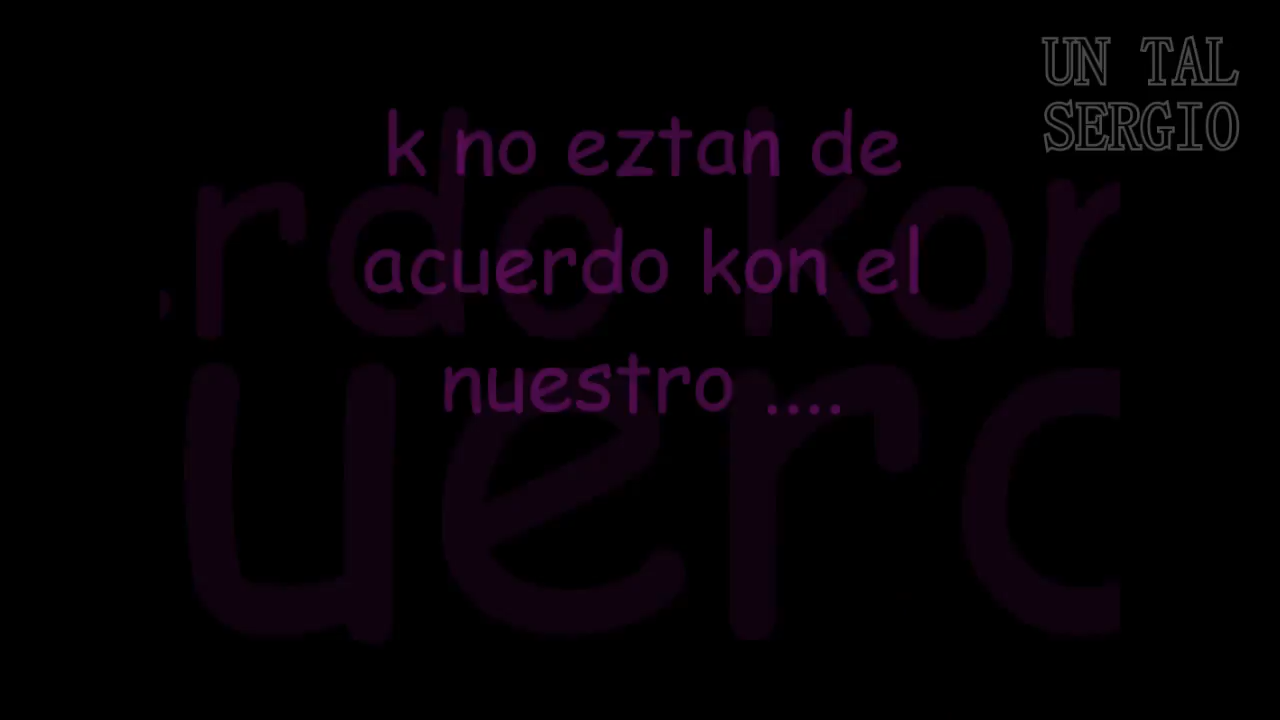 UN TAL
SERGIO
k no eztan de
acuerdo kon el
nuestro ....